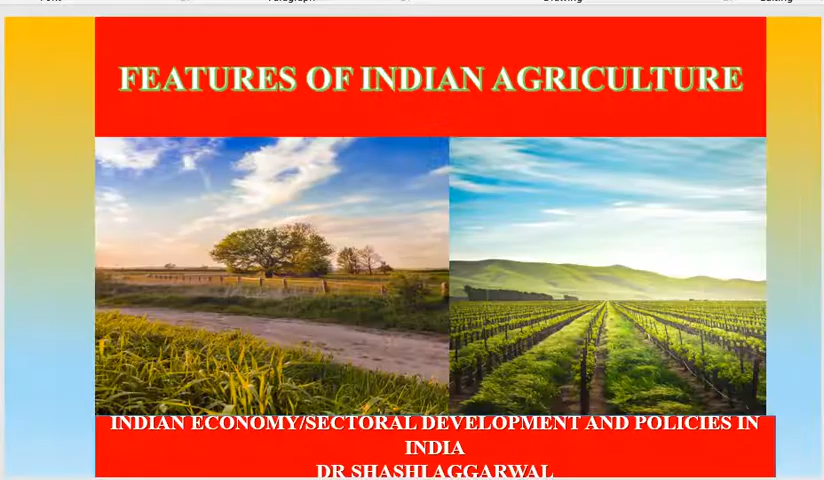 FEATURES OF INDIAN AGRICULTURE
INDIAN ECONOMY/SECTORAL DEVELOPMENT AND POLICIES IN
INDIA
DR SHASHI AGGARWAL